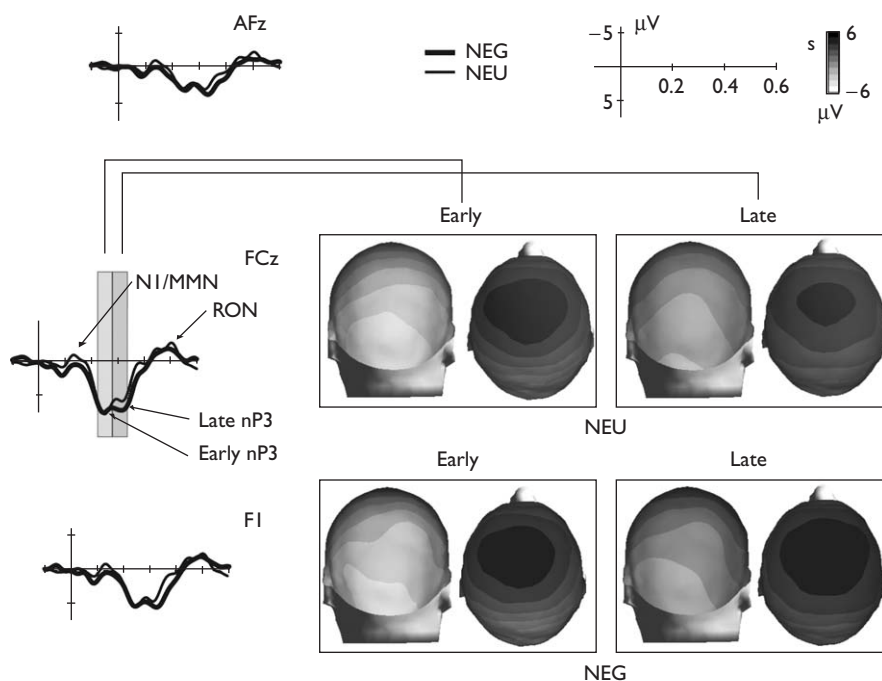 AFz
NEG
NEU
−5
μV
5
0.2
0.4
0.6
s
6
−6
μV
Early
Late
FCz
N1/MMN
RON
Late nP3
Early nP3
NEU
Early
Late
F1
NEG